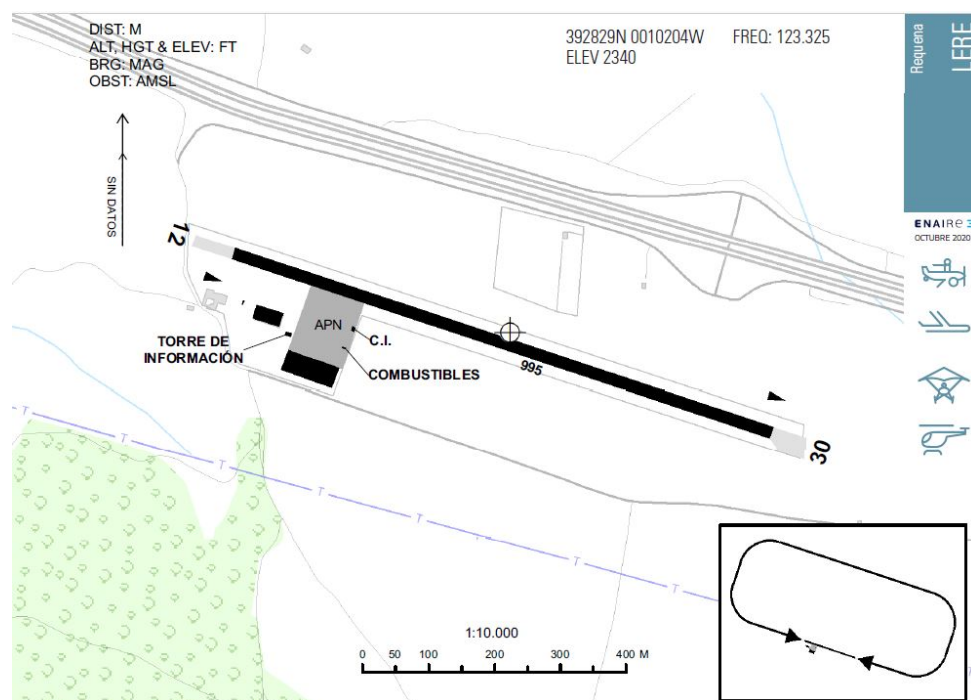 DIST: M
ALT, HGT & ELEV: FT
BRG: MAG
OBST: AMSL
392829N 0010204W
ELEV 2340
FREQ: 123.325
Requena
LERE
ENAIRe
OCTUBRE 2020
SIN DATOS
12
APN
C.I.
TORRE DE
INFORMACIÓN
COMBUSTIBLES
995
30
T
T
T
T
T
T
T
1:10.000
0 50 100 200 300 400 M